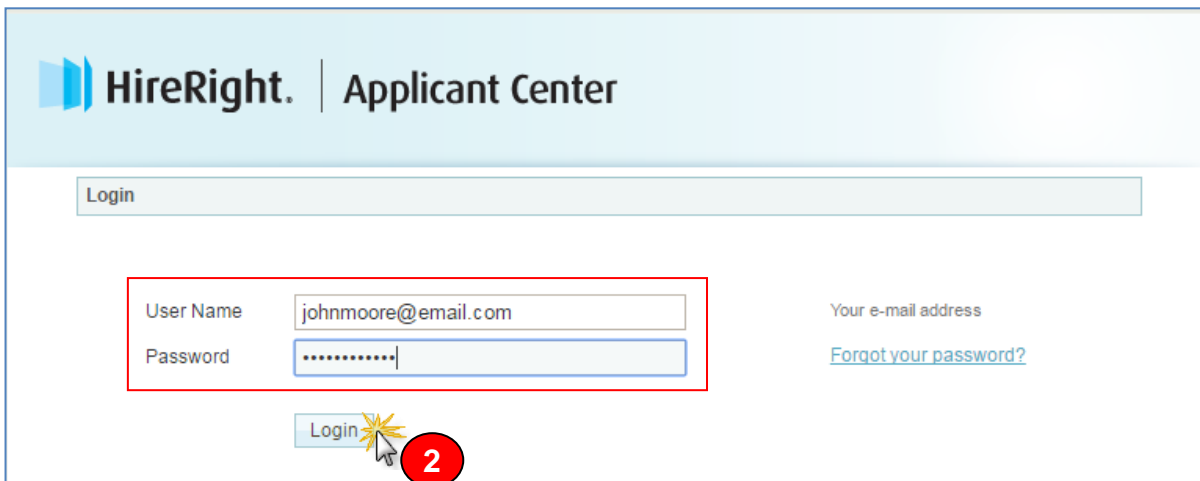 HireRight. Applicant Center
Login
User Name johnmoore@email.com Your e-mail address
Password •••••••••••• Forgot your password?
Login
2